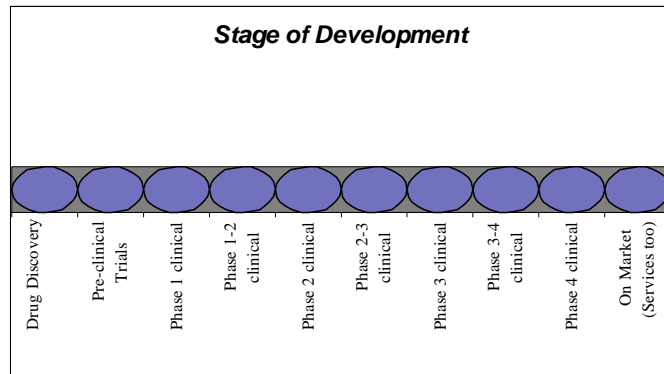 Stage of Development
Drug Discovery
Pre-clinical
Trials
Phase 1 clinical
Phase 1-2
clinical
Phase 2 clinical
Phase 2-3
clinical
Phase 3 clinical
Phase 3-4
clinical
Phase 4 clinical
On Market
(Services too)